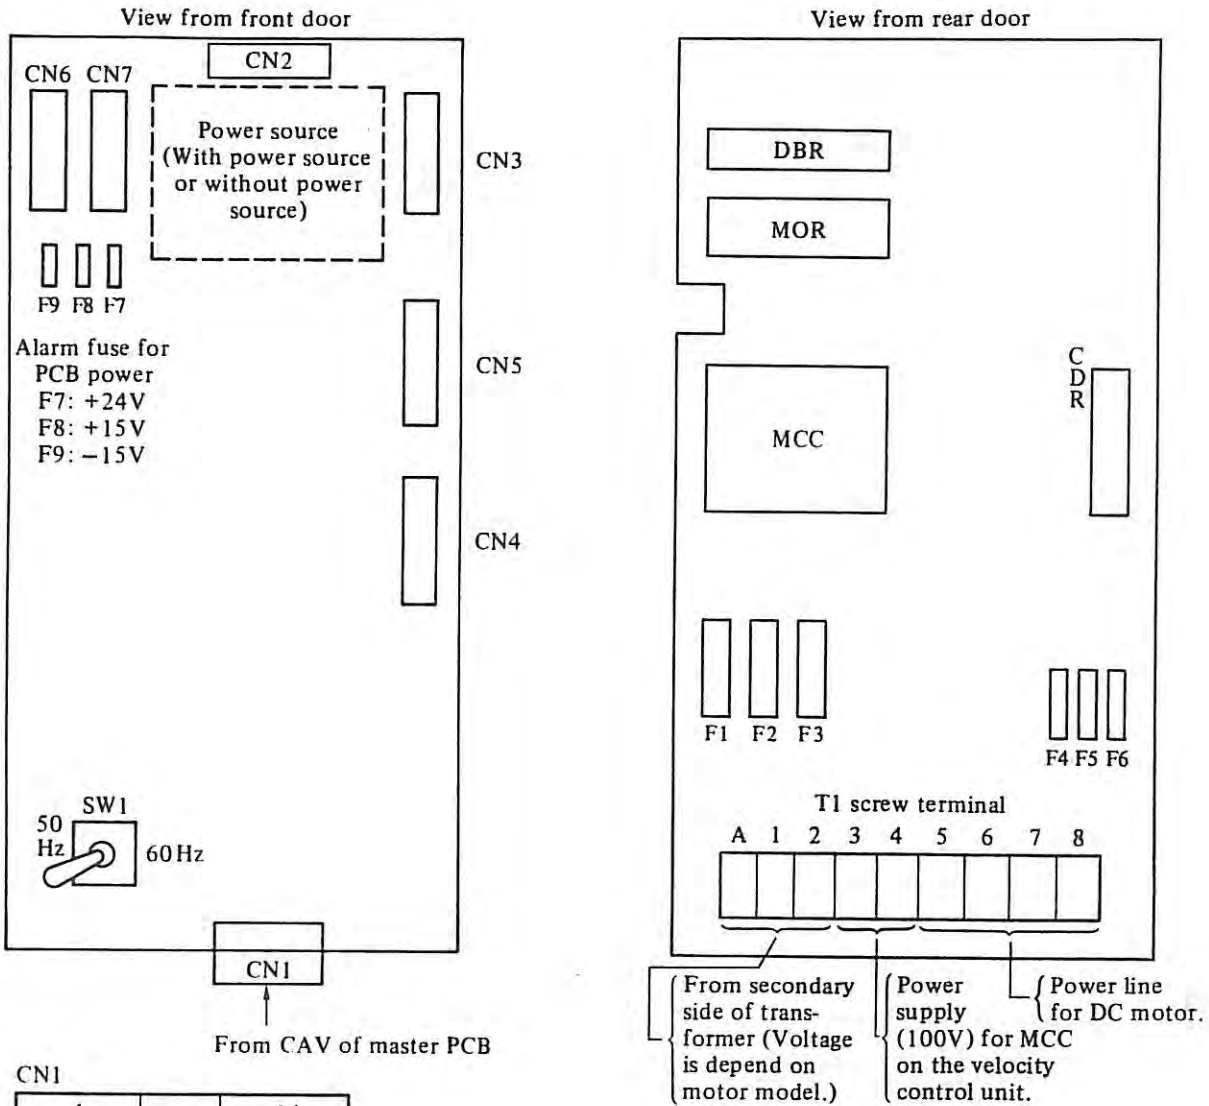 View from front door
CN2
CN6 CN7
Power source
(With power source
or without power
source)
CN3
F9 F8 F7
Alarm fuse for
PCB power
F7: +24V
F8: +15V
F9: −15V
CN5
CN4
SW1
50
Hz
60Hz
CN1
From CAV of master PCB
CN1
View from rear door
DBR
MOR
MCC
C
D
R
F1 F2 F3
F4 F5 F6
T1 screw terminal
A 1 2 3 4 5 6 7 8
From secondary
side of trans-
former (Voltage
is depend on
motor model.)
Power
supply
(100V) for MCC
on the velocity
control unit.
Power line
for DC motor.